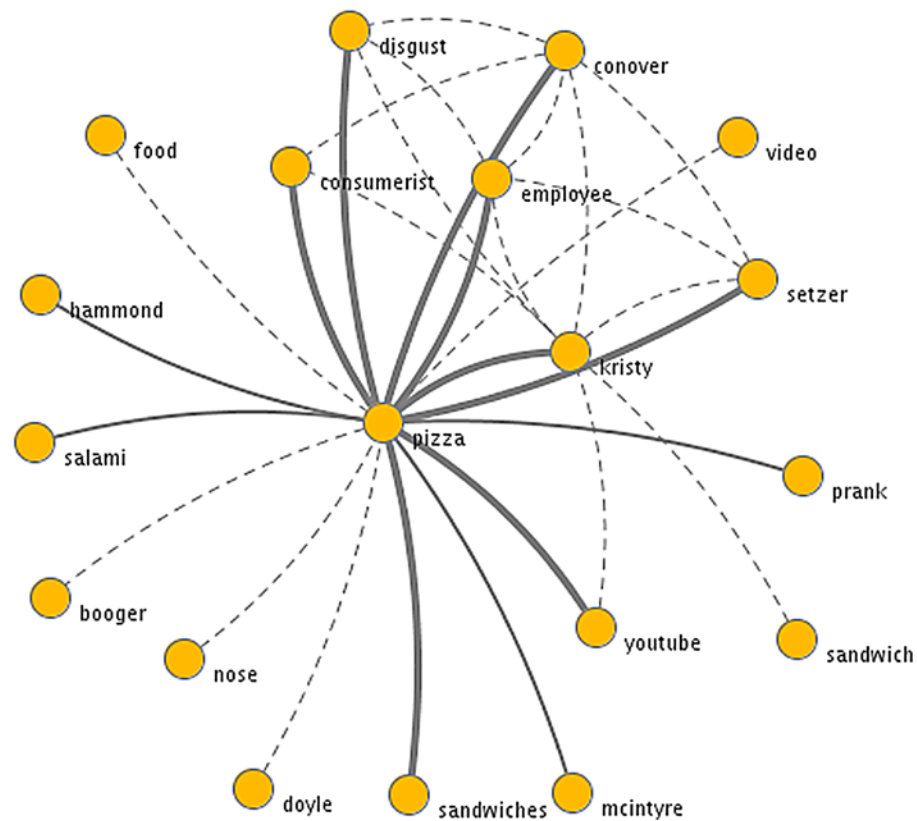 disgust
conover
food
video
consumerist
employee
setzer
hammond
kristy
pizza
salami
prank
booger
youtube
sandwich
nose
doyle
sandwiches
mcintyre